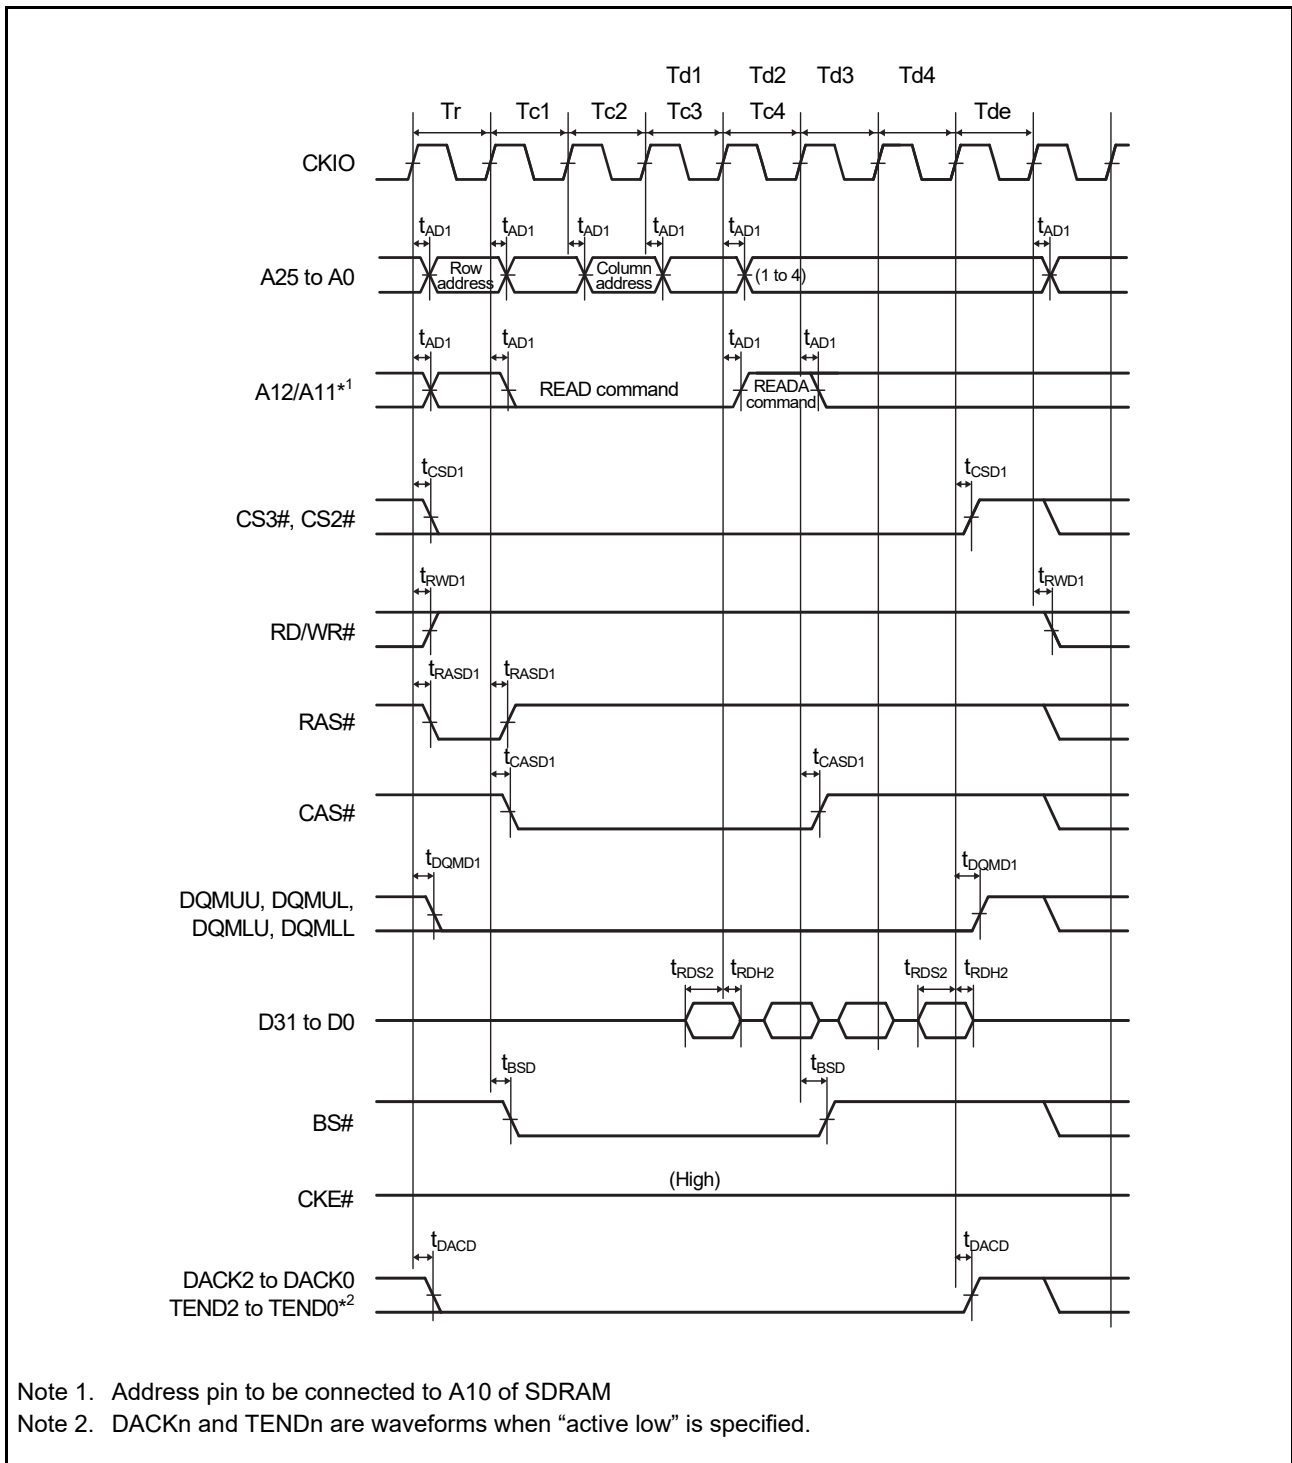 Td1 Td2 Td3 Td4
Tr Tc1 Tc2 Tc3 Tc4 Tde
CKIO
tAD1 tAD1 tAD1 tAD1 tAD1 tAD1
A25 to A0
Row address
Column address
(1 to 4)
tAD1 tAD1 tAD1 tAD1
A12/A11*1
READ command
READA command
tCSD1 tCSD1
CS3#, CS2#
tRWD1 tRWD1
RD/WR#
tRASD1 tRASD1
RAS#
tCASD1 tCASD1
CAS#
tDQMD1 tDQMD1
DQMUU, DQMUL,
DQMLU, DQMLL
tRDS2 tRDH2 tRDS2 tRDH2
D31 to D0
tBSD tBSD
BS#
(High)
CKE#
tDACD tDACD
DACK2 to DACK0
TEND2 to TEND0*2
Note 1. Address pin to be connected to A10 of SDRAM
Note 2. DACKn and TENDn are waveforms when “active low” is specified.